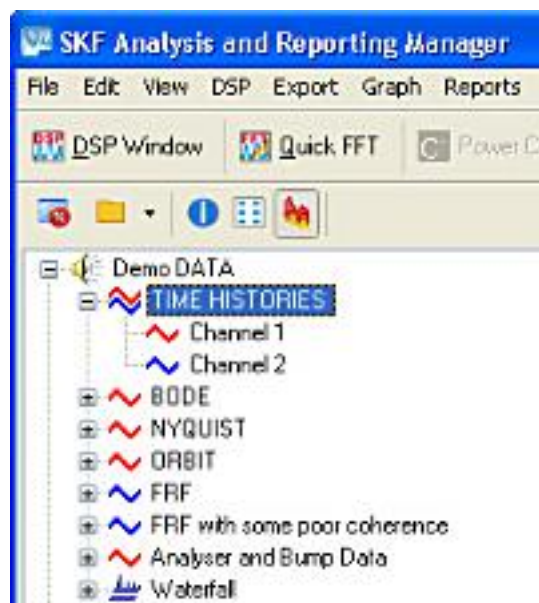 SKF Analysis and Reporting Manager
File Edit View DSP Export Graph Reports
DSP Window Quick FFT Power
Demo DATA
TIME HISTORIES
Channel 1
Channel 2
BODE
NYQUIST
ORBIT
FRF
FRF with some poor coherence
Analyser and Bump Data
Waterfall